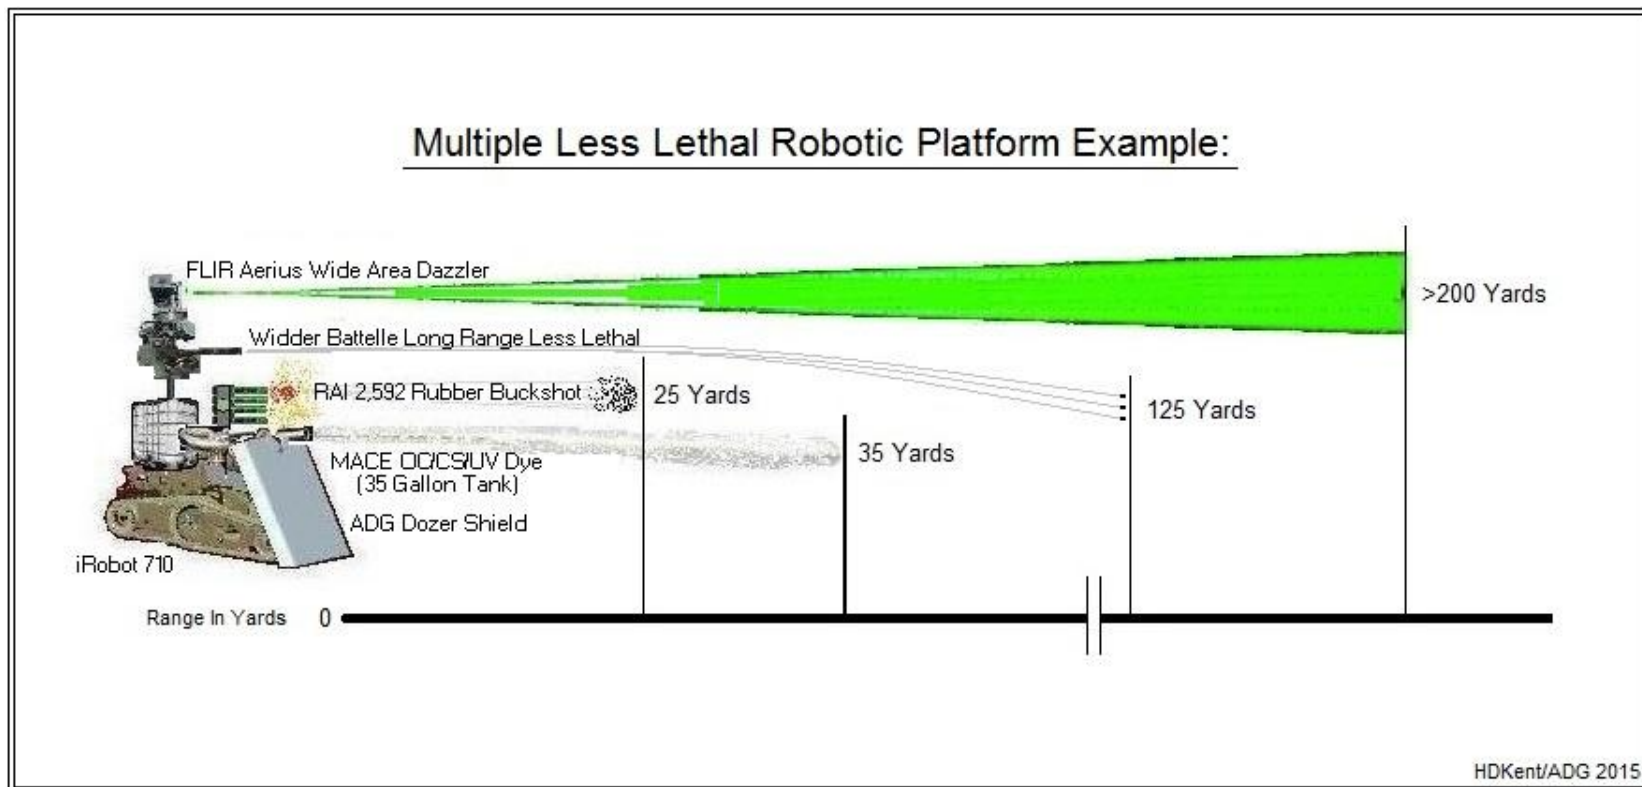 Multiple Less Lethal Robotic Platform Example:
FLIR Aerius Wide Area Dazzler
>200 Yards
Widder Battelle Long Range Less Lethal
RAI 2,592 Rubber Buckshot
25 Yards
125 Yards
35 Yards
MACE OC/CS/UV Dye
(35 Gallon Tank)
ADG Dozer Shield
iRobot 710
Range In Yards 0
HDKent/ADG 2015